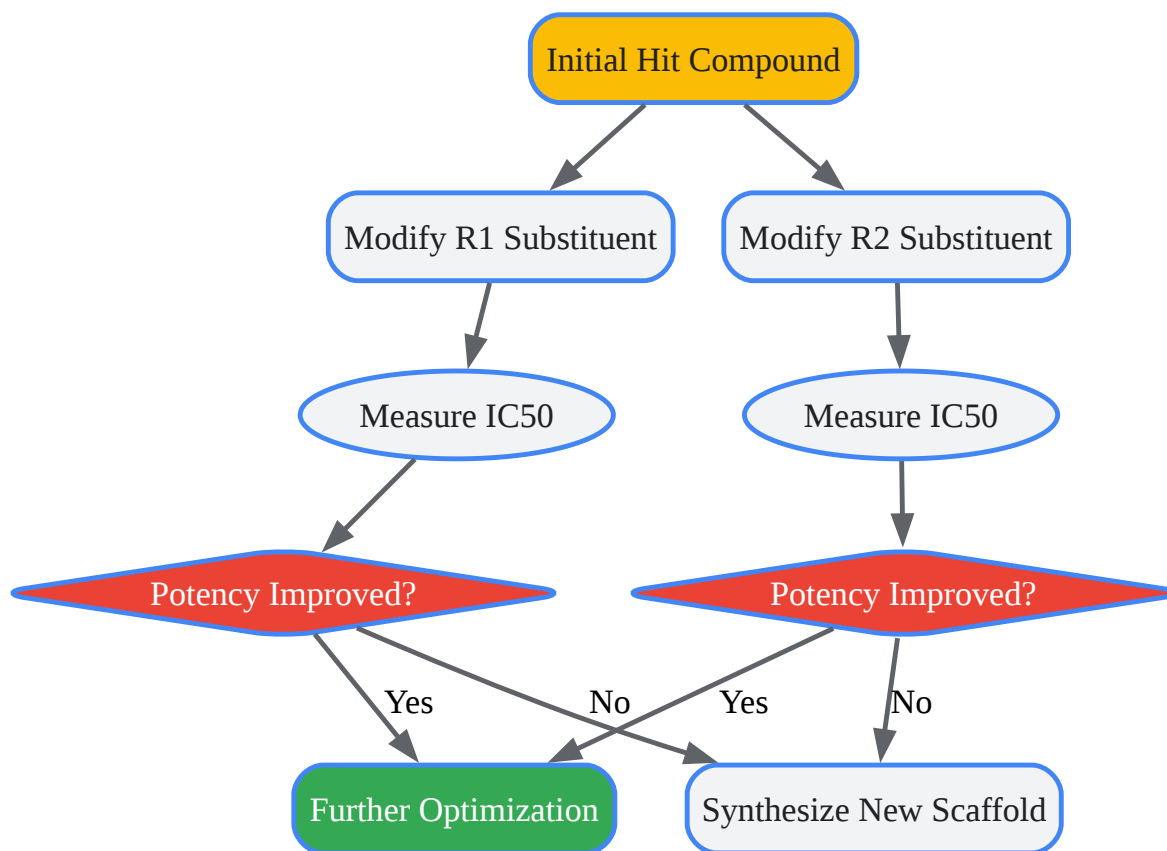 Initial Hit Compound
Modify R1 Substituent
Modify R2 Substituent
Measure IC50
Measure IC50
Potency Improved?
Potency Improved?
Yes
No
Yes
No
Further Optimization
Synthesize New Scaffold